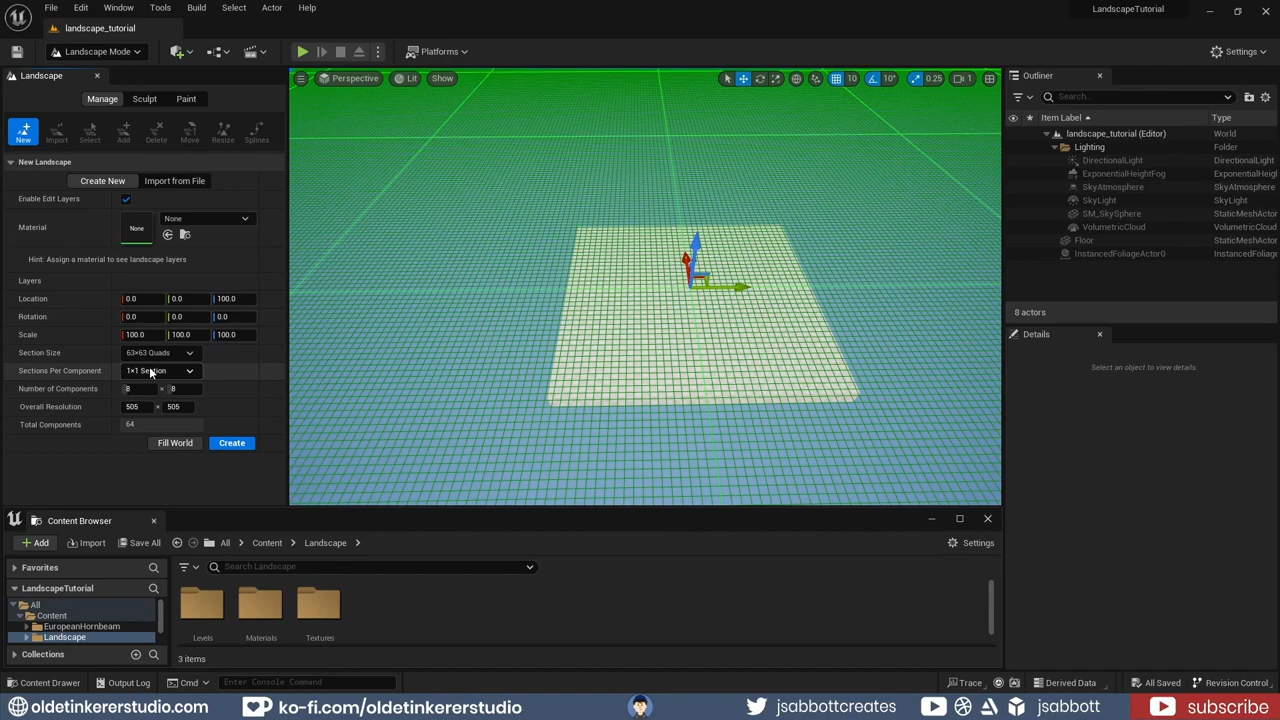 File Edit Window Tools Build Select Actor Help
landscape_tutorial
LandscapeTutorial
Landscape Mode
Platforms
Settings
Landscape
Manage Sculpt Paint
New Import Select Add Delete Move Resize Splines
New Landscape
Create New Import from File
Enable Edit Layers
Material None None
Hint: Assign a material to see landscape layers
Layers
Location 0.0 0.0 100.0
Rotation 0.0 0.0 0.0
Scale 100.0 100.0 100.0
Section Size 63×63 Quads
Sections Per Component 1×1 Section
Number of Components 8 × 8
Overall Resolution 505 × 505
Total Components 64
Fill World Create
Perspective Lit Show
10 10° 0.25 1
Outliner
Search...
Item Label Type
landscape_tutorial (Editor) World
Lighting Folder
DirectionalLight DirectionalLight
ExponentialHeightFog ExponentialHeigh
SkyAtmosphere SkyAtmosphere
SkyLight SkyLight
SM_SkySphere StaticMeshActor
VolumetricCloud VolumetricCloud
Floor StaticMeshActor
InstancedFoliageActor0 InstancedFoliage
8 actors
Details
Select an object to view details.
Content Browser
Add Import Save All All Content Landscape Settings
Favorites
Search Landscape
LandscapeTutorial
All
Content
EuropeanHornbeam
Landscape
Collections
Levels Materials Textures
3 items
Content Drawer Output Log Cmd Enter Console Command Trace Derived Data All Saved Revision Control
oldetinkererstudio.com ko-fi.com/oldetinkererstudio jsabbottcreates jsabbott subscribe